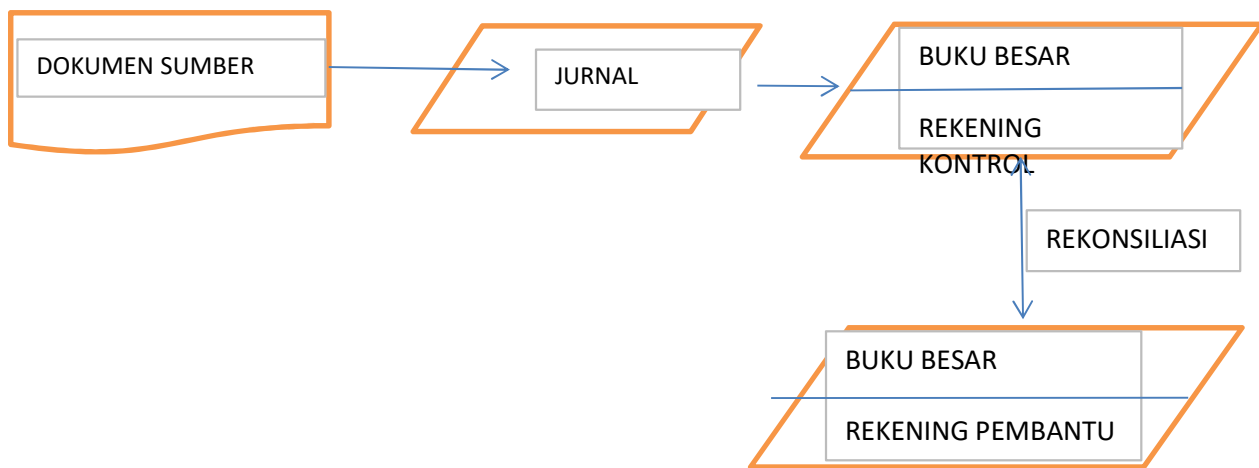 DOKUMEN SUMBER
JURNAL
BUKU BESAR
REKENING
KONTROL
REKONSILIASI
BUKU BESAR
REKENING PEMBANTU